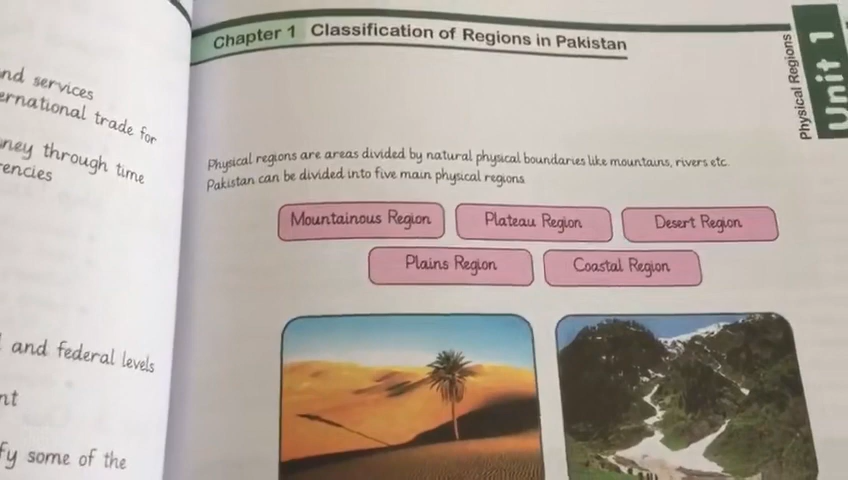 nd services
ernational trade for
ney through time
rencies
and federal levels
nt
fy some of the
Chapter 1 Classification of Regions in Pakistan
Physical Regions
Unit 1
Physical regions are areas divided by natural physical boundaries like mountains, rivers etc.
Pakistan can be divided into five main physical regions
Mountainous Region
Plateau Region
Desert Region
Plains Region
Coastal Region